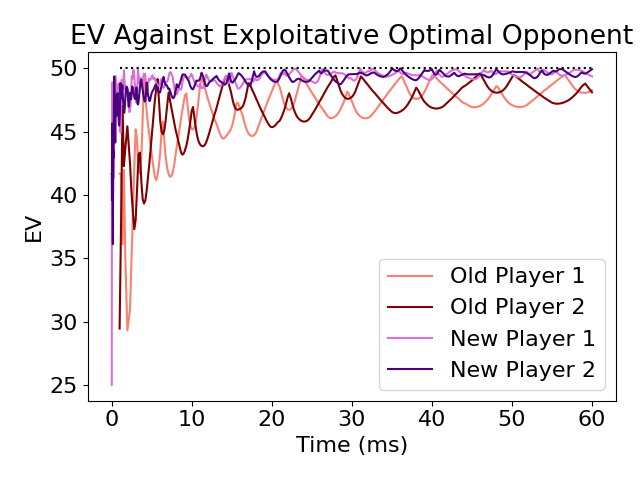 EV Against Exploitative Optimal Opponent
50
45
40
35
30
25
EV
0 10 20 30 40 50 60
Time (ms)
Old Player 1
Old Player 2
New Player 1
New Player 2